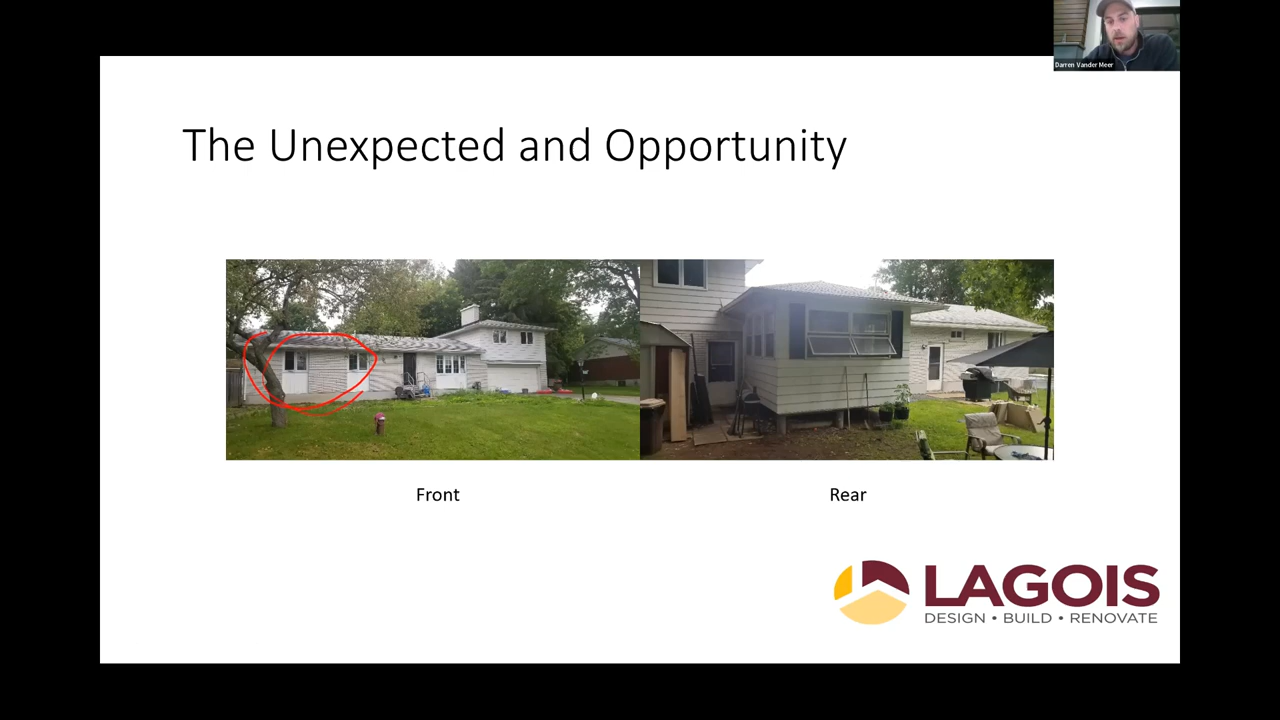 Darren Vander Meer
The Unexpected and Opportunity
Front
Rear
LAGOIS
DESIGN • BUILD • RENOVATE